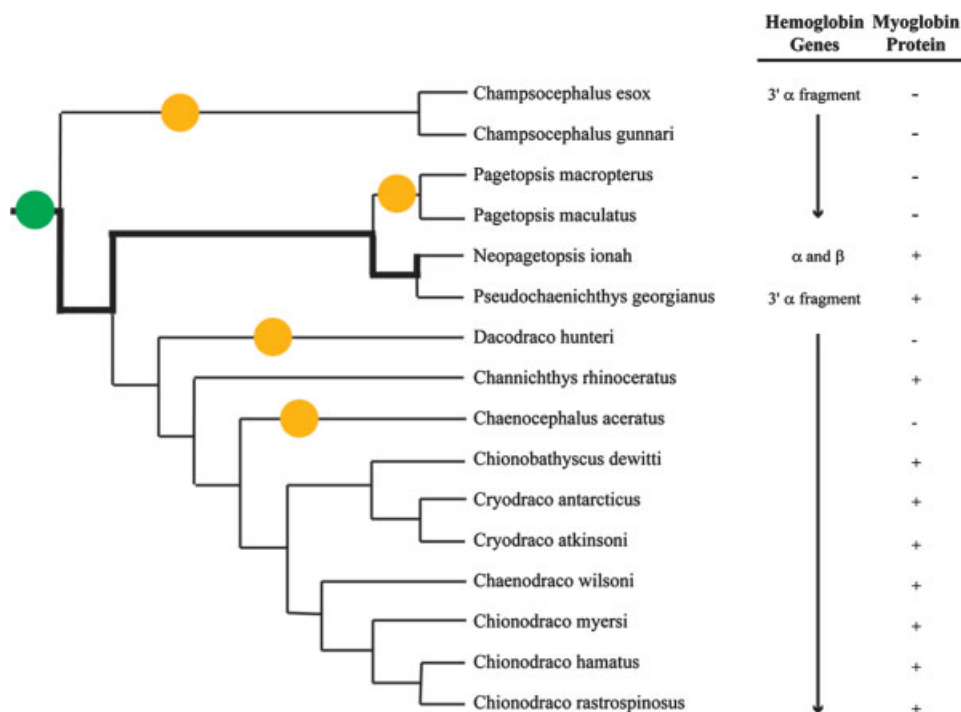 Hemoglobin Myoglobin
Genes Protein
Champsocephalus esox 3' α fragment -
Champsocephalus gunnari -
Pagetopsis macropterus -
Pagetopsis maculatus -
Neopagetopsis ionah α and β +
Pseudochaenichthys georgianus 3' α fragment +
Dacodraco hunteri -
Channichthys rhinoceratus +
Chaenocephalus aceratus -
Chionobathyscus dewitti +
Cryodraco antarcticus +
Cryodraco atkinsoni +
Chaenodraco wilsoni +
Chionodraco myersi +
Chionodraco hamatus +
Chionodraco rastrospinosus +